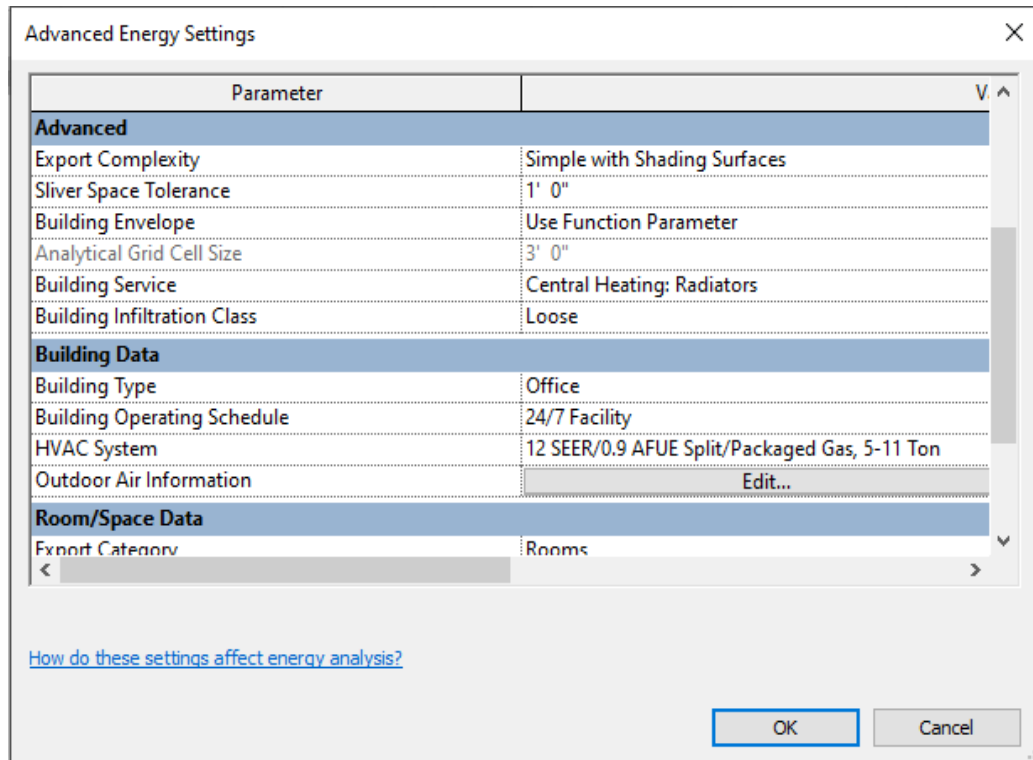 Advanced Energy Settings
Parameter V
Advanced
Export Complexity Simple with Shading Surfaces
Sliver Space Tolerance 1' 0"
Building Envelope Use Function Parameter
Analytical Grid Cell Size 3' 0"
Building Service Central Heating: Radiators
Building Infiltration Class Loose
Building Data
Building Type Office
Building Operating Schedule 24/7 Facility
HVAC System 12 SEER/0.9 AFUE Split/Packaged Gas, 5-11 Ton
Outdoor Air Information Edit...
Room/Space Data
Export Category Rooms
How do these settings affect energy analysis?
OK Cancel